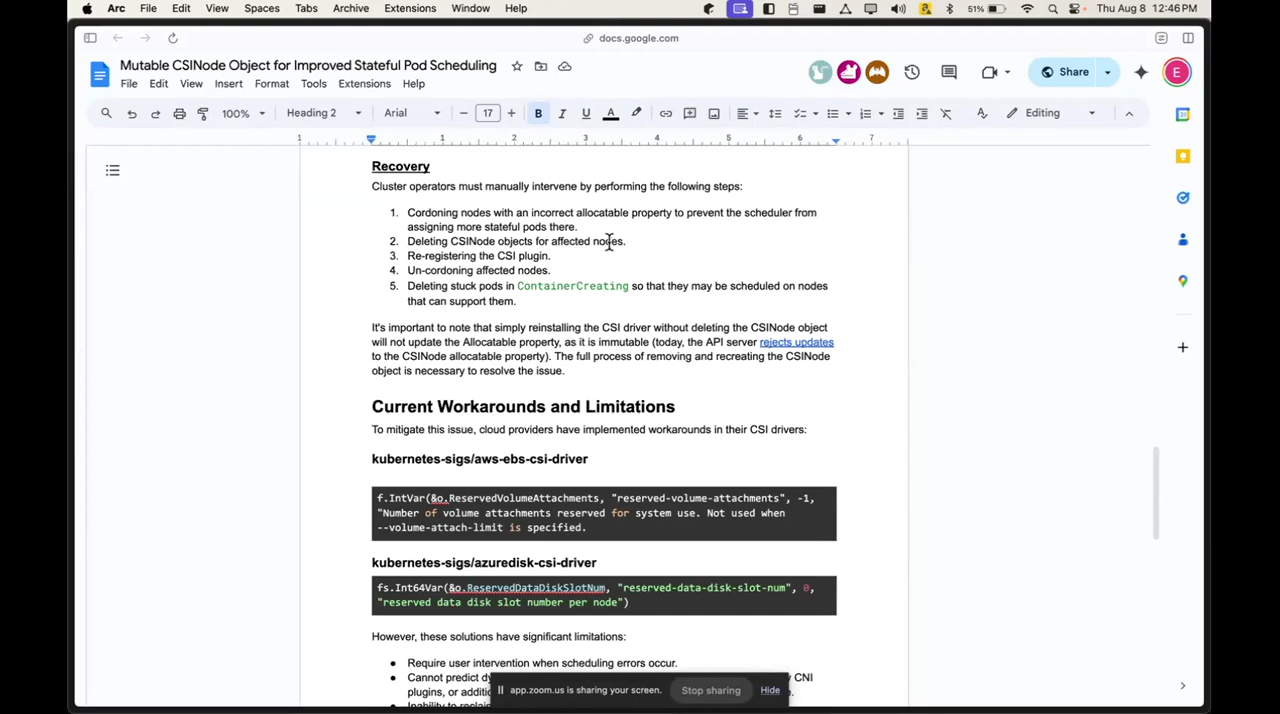 Arc File Edit View Spaces Tabs Archive Extensions Window Help 51% Thu Aug 8 12:46 PM
docs.google.com
Mutable CSINode Object for Improved Stateful Pod Scheduling
File Edit View Insert Format Tools Extensions Help
Share
E
100% Heading 2 Arial 17 B I U A Editing
1 1 2 3 4 5 6 7
Recovery
Cluster operators must manually intervene by performing the following steps:
1. Cordoning nodes with an incorrect allocatable property to prevent the scheduler from
assigning more stateful pods there.
2. Deleting CSINode objects for affected nodes.
3. Re-registering the CSI plugin.
4. Un-cordoning affected nodes.
5. Deleting stuck pods in ContainerCreating so that they may be scheduled on nodes
that can support them.
It's important to note that simply reinstalling the CSI driver without deleting the CSINode object
will not update the Allocatable property, as it is immutable (today, the API server rejects updates
to the CSINode allocatable property). The full process of removing and recreating the CSINode
object is necessary to resolve the issue.
Current Workarounds and Limitations
To mitigate this issue, cloud providers have implemented workarounds in their CSI drivers:
kubernetes-sigs/aws-ebs-csi-driver
f.IntVar(&o.ReservedVolumeAttachments, "reserved-volume-attachments", -1,
"Number of volume attachments reserved for system use. Not used when
--volume-attach-limit is specified.
kubernetes-sigs/azuredisk-csi-driver
fs.Int64Var(&o.ReservedDataDiskSlotNum, "reserved-data-disk-slot-num", 0,
"reserved data disk slot number per node")
However, these solutions have significant limitations:
● Require user intervention when scheduling errors occur.
● Cannot predict CNI
plugins, or
app.zoom.us is sharing your screen. Stop sharing Hide